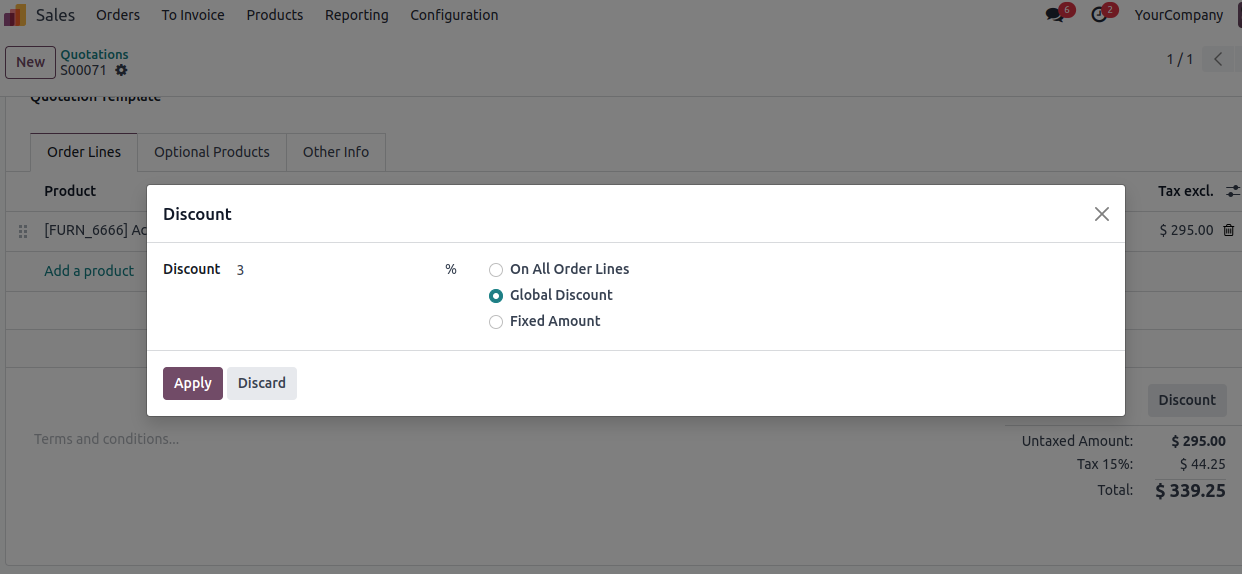 Sales Orders To Invoice Products Reporting Configuration 6 2 YourCompany
New Quotations 1 / 1
S00071
Quotation Template
Order Lines Optional Products Other Info
Product Tax excl.
[FURN_6666] Ac $ 295.00
Add a product
Discount
Discount 3 % On All Order Lines
Global Discount
Fixed Amount
Apply Discard
Discount
Terms and conditions...
Untaxed Amount: $ 295.00
Tax 15%: $ 44.25
Total: $ 339.25